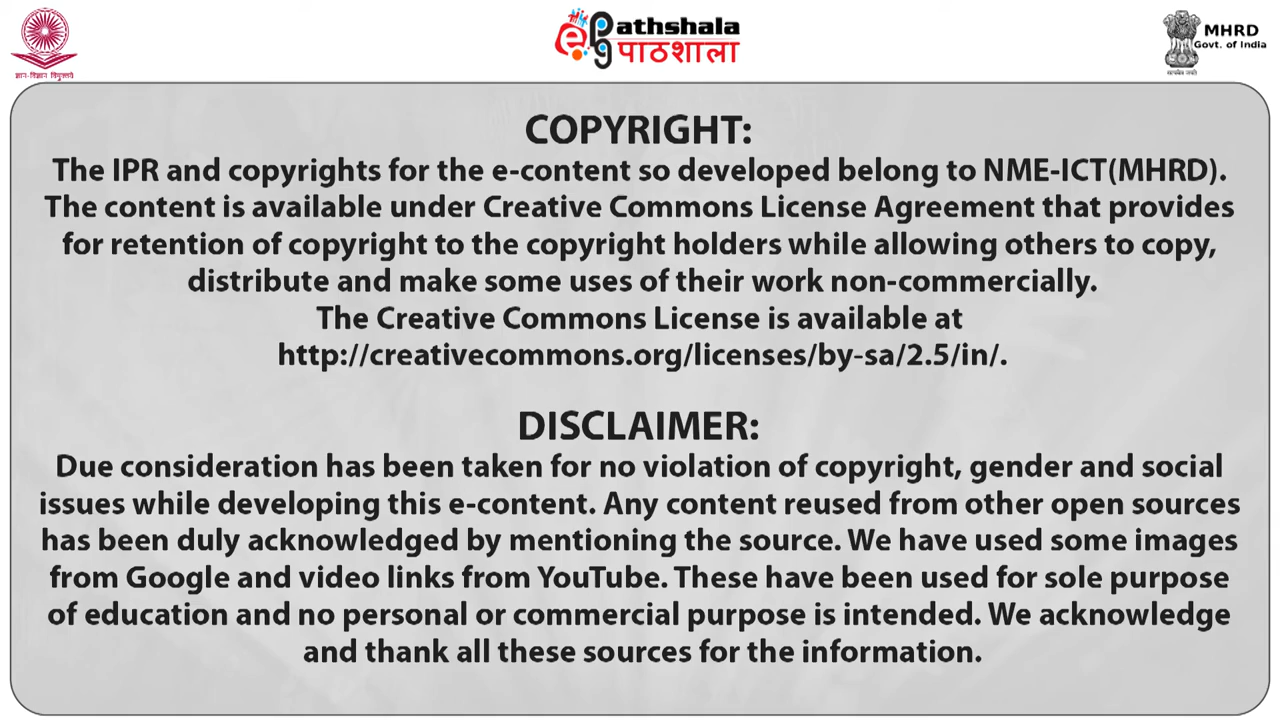 ज्ञान-विज्ञान विमुक्तये
ePathshala
पाठशाला
MHRD
Govt. of India
सत्यमेव जयते
COPYRIGHT:
The IPR and copyrights for the e-content so developed belong to NME-ICT(MHRD).
The content is available under Creative Commons License Agreement that provides
for retention of copyright to the copyright holders while allowing others to copy,
distribute and make some uses of their work non-commercially.
The Creative Commons License is available at
http://creativecommons.org/licenses/by-sa/2.5/in/.
DISCLAIMER:
Due consideration has been taken for no violation of copyright, gender and social
issues while developing this e-content. Any content reused from other open sources
has been duly acknowledged by mentioning the source. We have used some images
from Google and video links from YouTube. These have been used for sole purpose
of education and no personal or commercial purpose is intended. We acknowledge
and thank all these sources for the information.